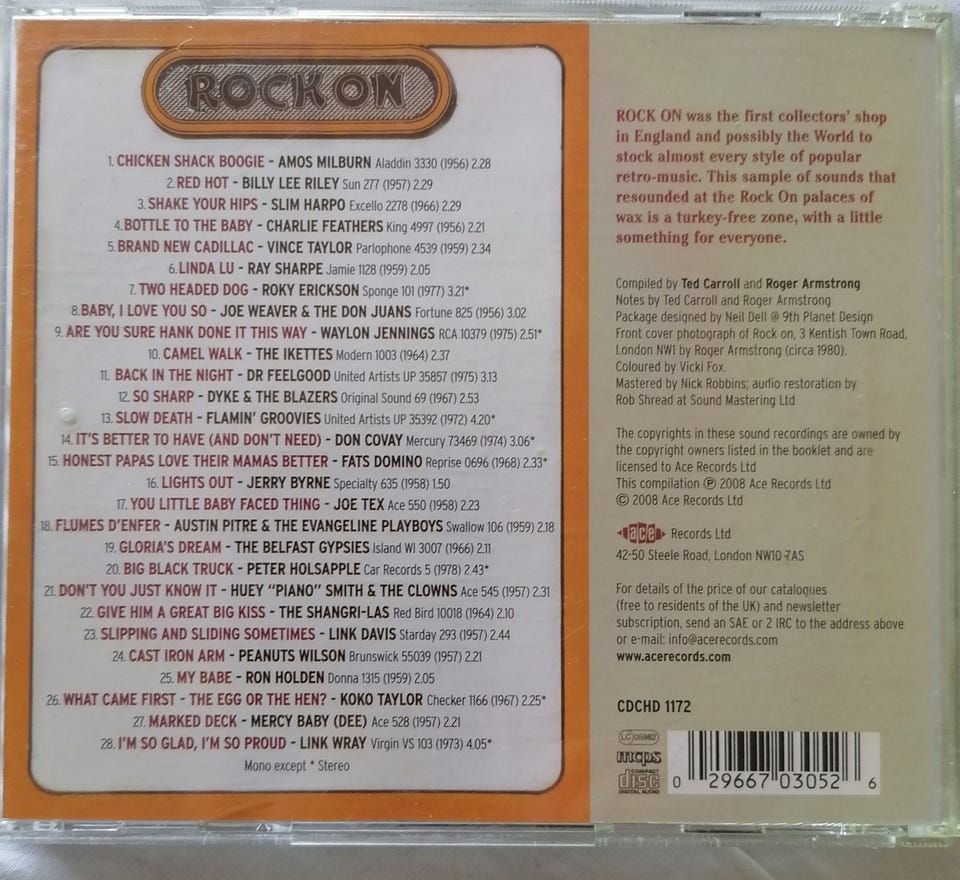 ROCK ON
1. CHICKEN SHACK BOOGIE - AMOS MILBURN Aladdin 3330 (1956) 2.28
2. RED HOT - BILLY LEE RILEY Sun 277 (1957) 2.29
3. SHAKE YOUR HIPS - SLIM HARPO Excello 2278 (1966) 2.29
4. BOTTLE TO THE BABY - CHARLIE FEATHERS King 4997 (1956) 2.21
5. BRAND NEW CADILLAC - VINCE TAYLOR Parlophone 4539 (1959) 2.34
6. LINDA LU - RAY SHARPE Jamie 1128 (1959) 2.05
7. TWO HEADED DOG - ROKY ERICKSON Sponge 101 (1977) 3.21*
8. BABY, I LOVE YOU SO - JOE WEAVER & THE DON JUANS Fortune 825 (1956) 3.02
9. ARE YOU SURE HANK DONE IT THIS WAY - WAYLON JENNINGS RCA 10379 (1975) 2.51*
10. CAMEL WALK - THE IKETTES Modern 1003 (1964) 2.37
11. BACK IN THE NIGHT - DR FEELGOOD United Artists UP 35857 (1975) 3.13
12. SO SHARP - DYKE & THE BLAZERS Original Sound 69 (1967) 2.53
13. SLOW DEATH - FLAMIN' GROOVIES United Artists UP 35392 (1972) 4.20*
14. IT'S BETTER TO HAVE (AND DON'T NEED) - DON COVAY Mercury 73469 (1974) 3.06*
15. HONEST PAPAS LOVE THEIR MAMAS BETTER - FATS DOMINO Reprise 0696 (1968) 2.33*
16. LIGHTS OUT - JERRY BYRNE Specialty 635 (1958) 1.50
17. YOU LITTLE BABY FACED THING - JOE TEX Ace 550 (1958) 2.23
18. FLUMES D'ENFER - AUSTIN PITRE & THE EVANGELINE PLAYBOYS Swallow 106 (1959) 2.18
19. GLORIA'S DREAM - THE BELFAST GYPSIES Island WI 3007 (1966) 2.11
20. BIG BLACK TRUCK - PETER HOLSAPPLE Car Records 5 (1978) 2.43*
21. DON'T YOU JUST KNOW IT - HUEY "PIANO" SMITH & THE CLOWNS Ace 545 (1957) 2.31
22. GIVE HIM A GREAT BIG KISS - THE SHANGRI-LAS Red Bird 10018 (1964) 2.10
23. SLIPPING AND SLIDING SOMETIMES - LINK DAVIS Starday 293 (1957) 2.44
24. CAST IRON ARM - PEANUTS WILSON Brunswick 55039 (1957) 2.21
25. MY BABE - RON HOLDEN Donna 1315 (1959) 2.05
26. WHAT CAME FIRST - THE EGG OR THE HEN? - KOKO TAYLOR Checker 1166 (1967) 2.25*
27. MARKED DECK - MERCY BABY (DEE) Ace 528 (1957) 2.21
28. I'M SO GLAD, I'M SO PROUD - LINK WRAY Virgin VS 103 (1973) 4.05*
Mono except * Stereo
ROCK ON was the first collectors' shop
in England and possibly the World to
stock almost every style of popular
retro-music. This sample of sounds that
resounded at the Rock On palaces of
wax is a turkey-free zone, with a little
something for everyone.
Compiled by Ted Carroll and Roger Armstrong
Notes by Ted Carroll and Roger Armstrong
Package designed by Neil Dell @ 9th Planet Design
Front cover photograph of Rock on, 3 Kentish Town Road,
London NW1 by Roger Armstrong (circa 1980).
Coloured by Vicki Fox.
Mastered by Nick Robbins; audio restoration by
Rob Shread at Sound Mastering Ltd
The copyrights in these sound recordings are owned by
the copyright owners listed in the booklet and are
licensed to Ace Records Ltd
This compilation ℗ 2008 Ace Records Ltd
© 2008 Ace Records Ltd
ace Records Ltd
42-50 Steele Road, London NW10 7AS
For details of the price of our catalogues
(free to residents of the UK) and newsletter
subscription, send an SAE or 2 IRC to the address above
or e-mail: info@acerecords.com
www.acerecords.com
CDCHD 1172
LC 05982
mcps
COMPACT
disc
DIGITAL AUDIO
0 29667 03052 6